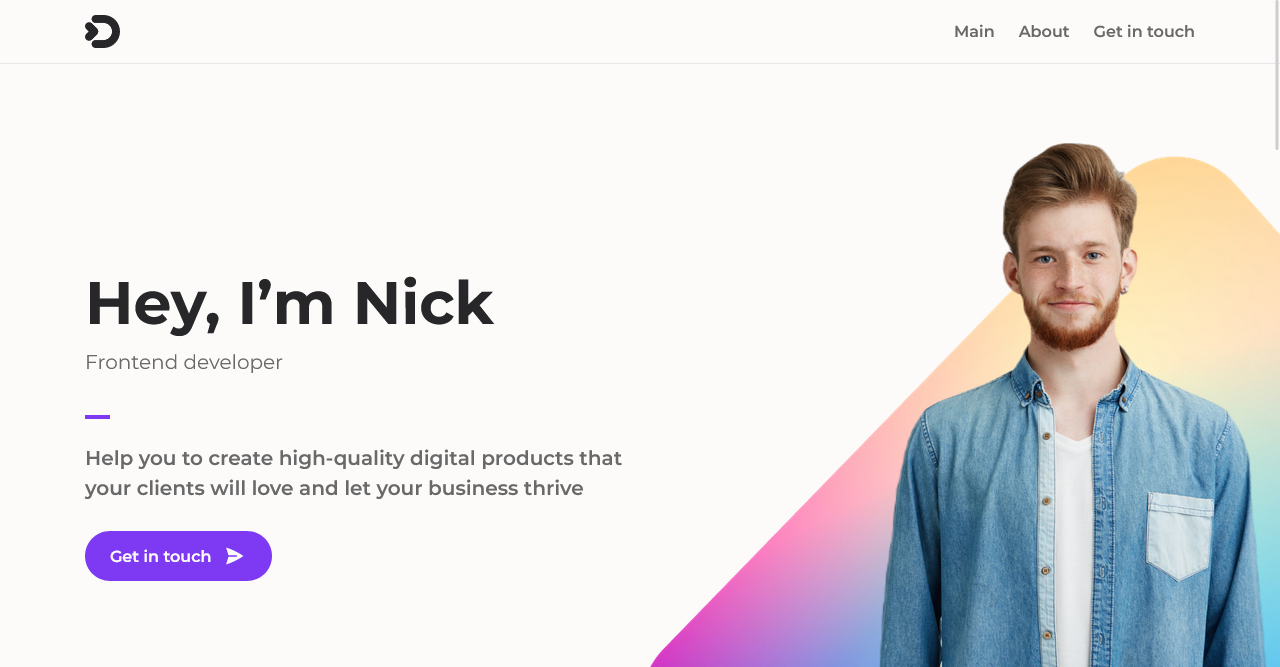 Main
About
Get in touch
Hey, I’m Nick
Frontend developer
Help you to create high-quality digital products that
your clients will love and let your business thrive
Get in touch